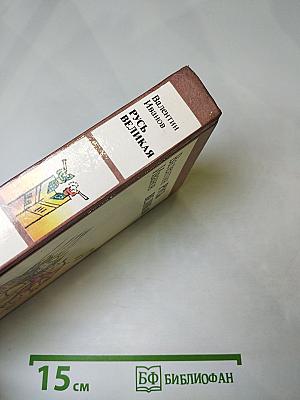 Валентин
Иванов
РУСЬ
ВЕЛИКАЯ
15 см
БФ БИБЛИОФАН